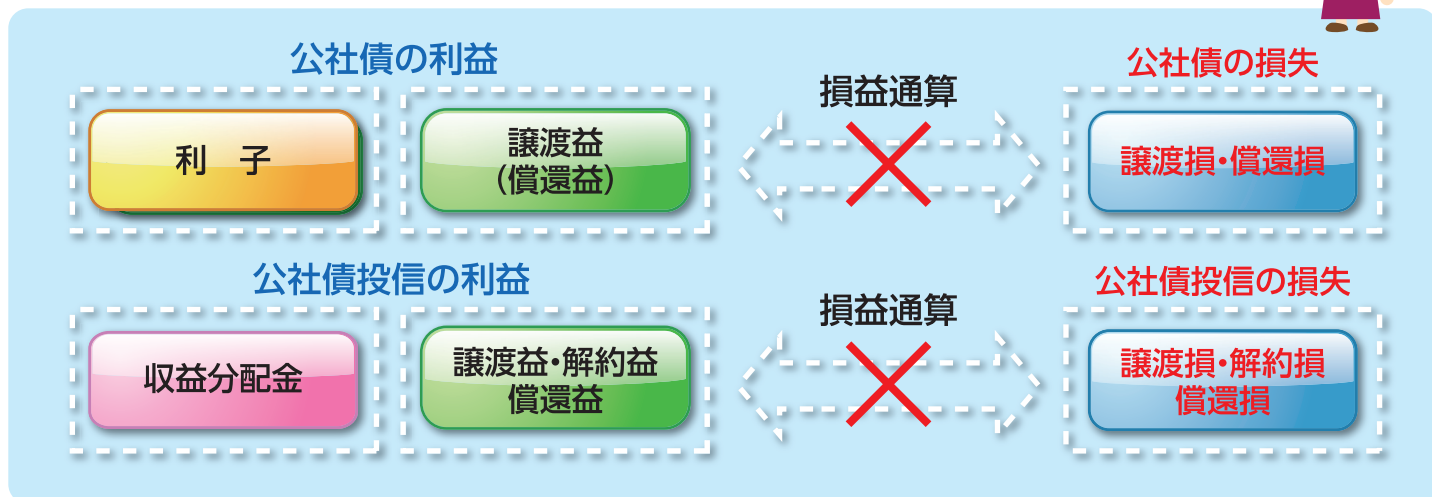 公社債の利益
公社債の損失
損益通算
利 子
譲渡益
(償還益)
譲渡損・償還損
公社債投信の利益
公社債投信の損失
損益通算
収益分配金
譲渡益・解約益
償還益
譲渡損・解約損
償還損